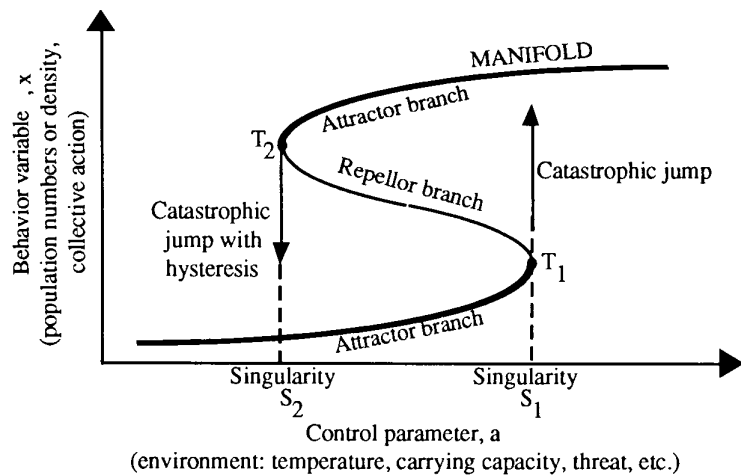 Behavior variable , x
(population numbers or density,
collective action)
MANIFOLD
Attractor branch
T2
Repellor branch
Catastrophic jump
Catastrophic
jump with
hysteresis
T1
Attractor branch
Singularity
S2
Singularity
S1
Control parameter, a
(environment: temperature, carrying capacity, threat, etc.)